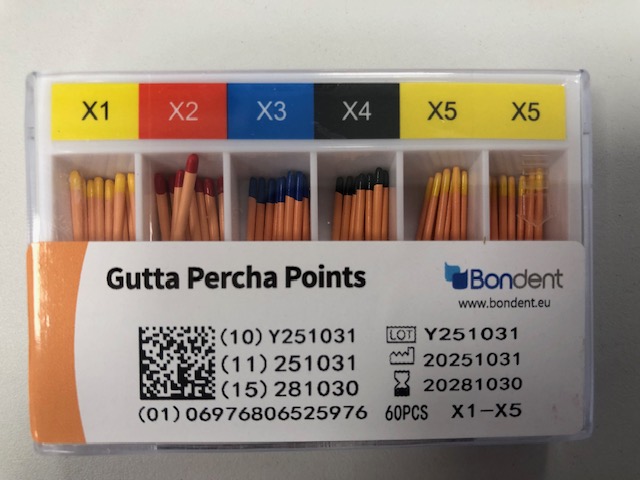 X1 X2 X3 X4 X5 X5
Gutta Percha Points
Bondent
www.bondent.eu
(10) Y251031
(11) 251031
(15) 281030
(01) 06976806525976
LOT Y251031
20251031
20281030
60PCS X1-X5